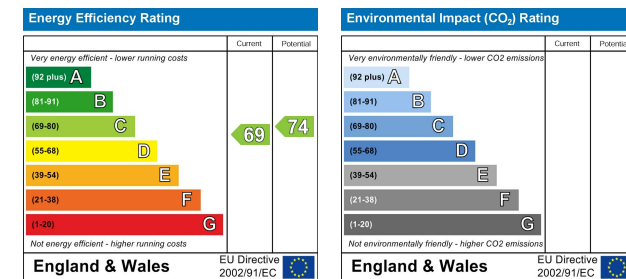 Energy Efficiency Rating
Current Potential
Very energy efficient - lower running costs
(92 plus) A
(81-91) B
(69-80) C
(55-68) D
(39-54) E
(21-38) F
(1-20) G
69
74
Not energy efficient - higher running costs
England & Wales
EU Directive
2002/91/EC
Environmental Impact (CO₂) Rating
Current Potential
Very environmentally friendly - lower CO2 emissions
(92 plus) A
(81-91) B
(69-80) C
(55-68) D
(39-54) E
(21-38) F
(1-20) G
Not environmentally friendly - higher CO2 emissions
England & Wales
EU Directive
2002/91/EC